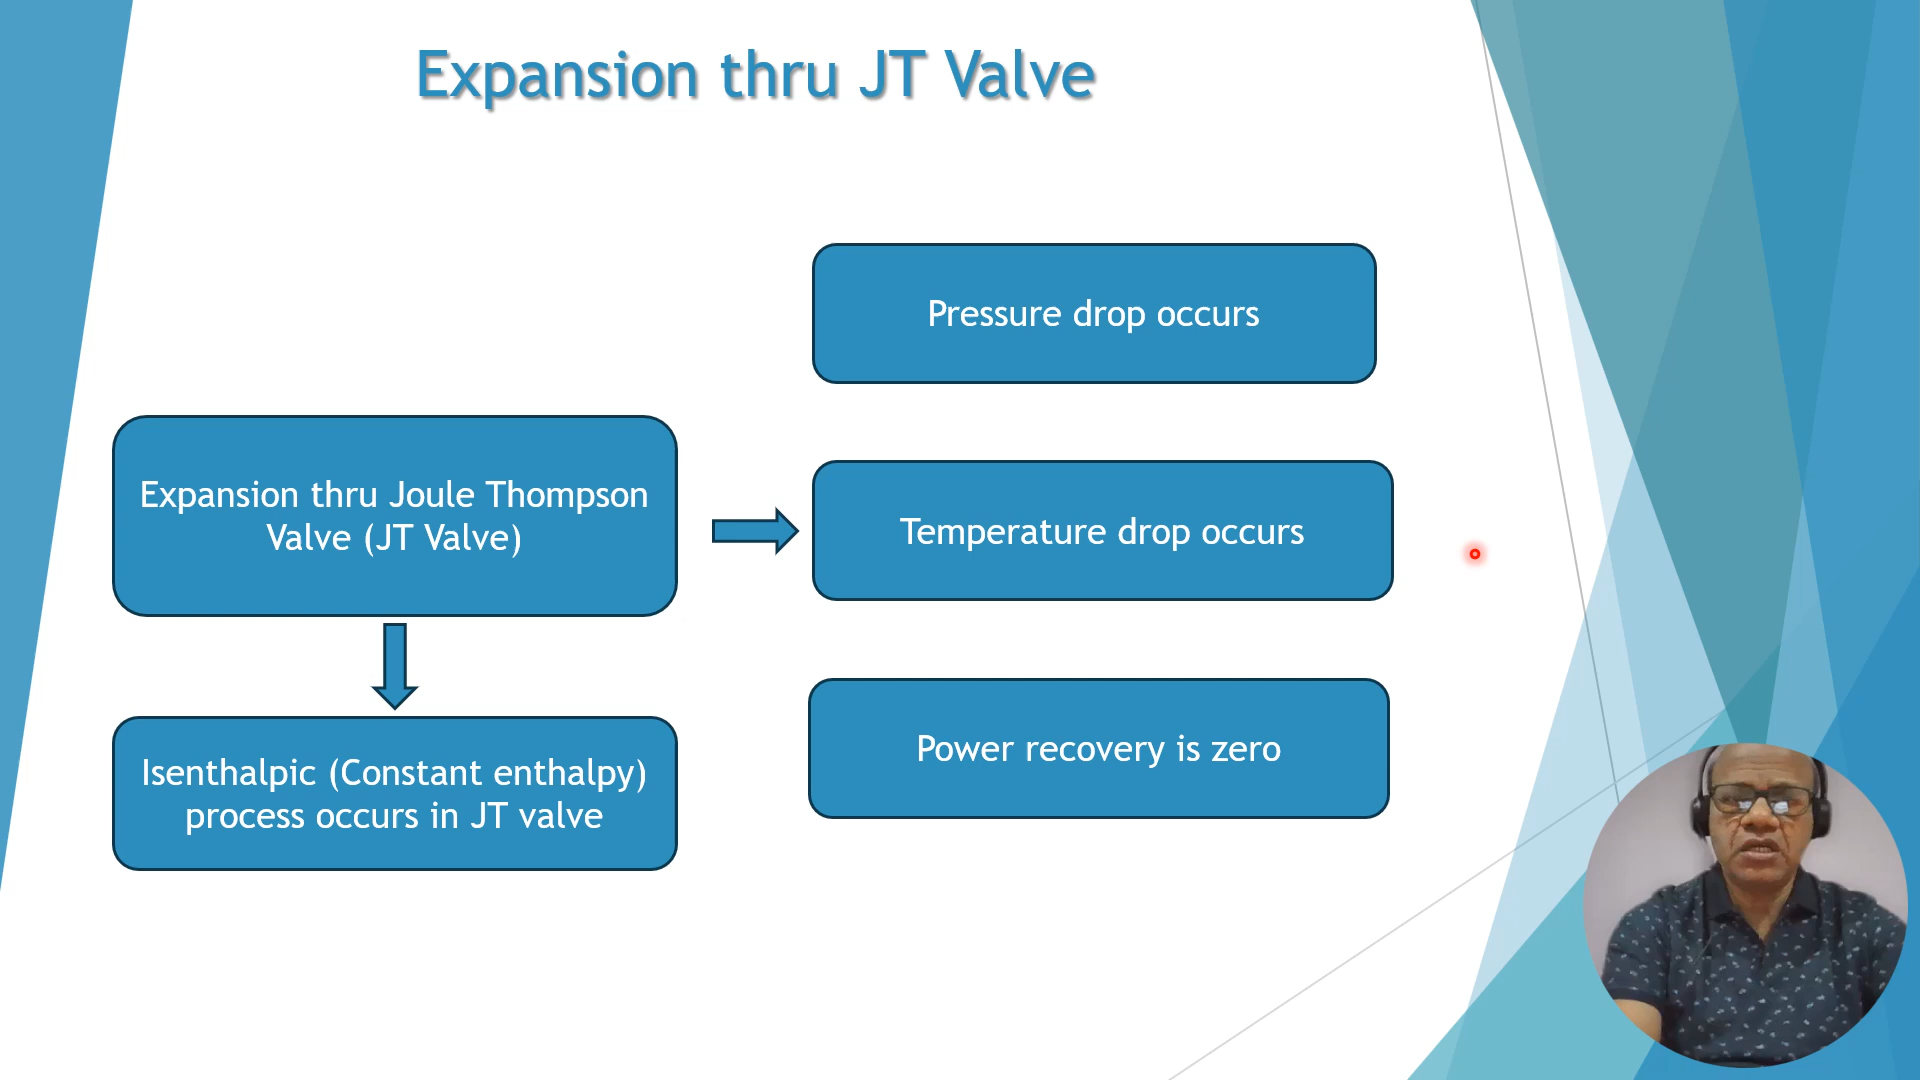 Expansion thru JT Valve
Expansion thru Joule Thompson
Valve (JT Valve)
Isenthalpic (Constant enthalpy)
process occurs in JT valve
Pressure drop occurs
Temperature drop occurs
Power recovery is zero